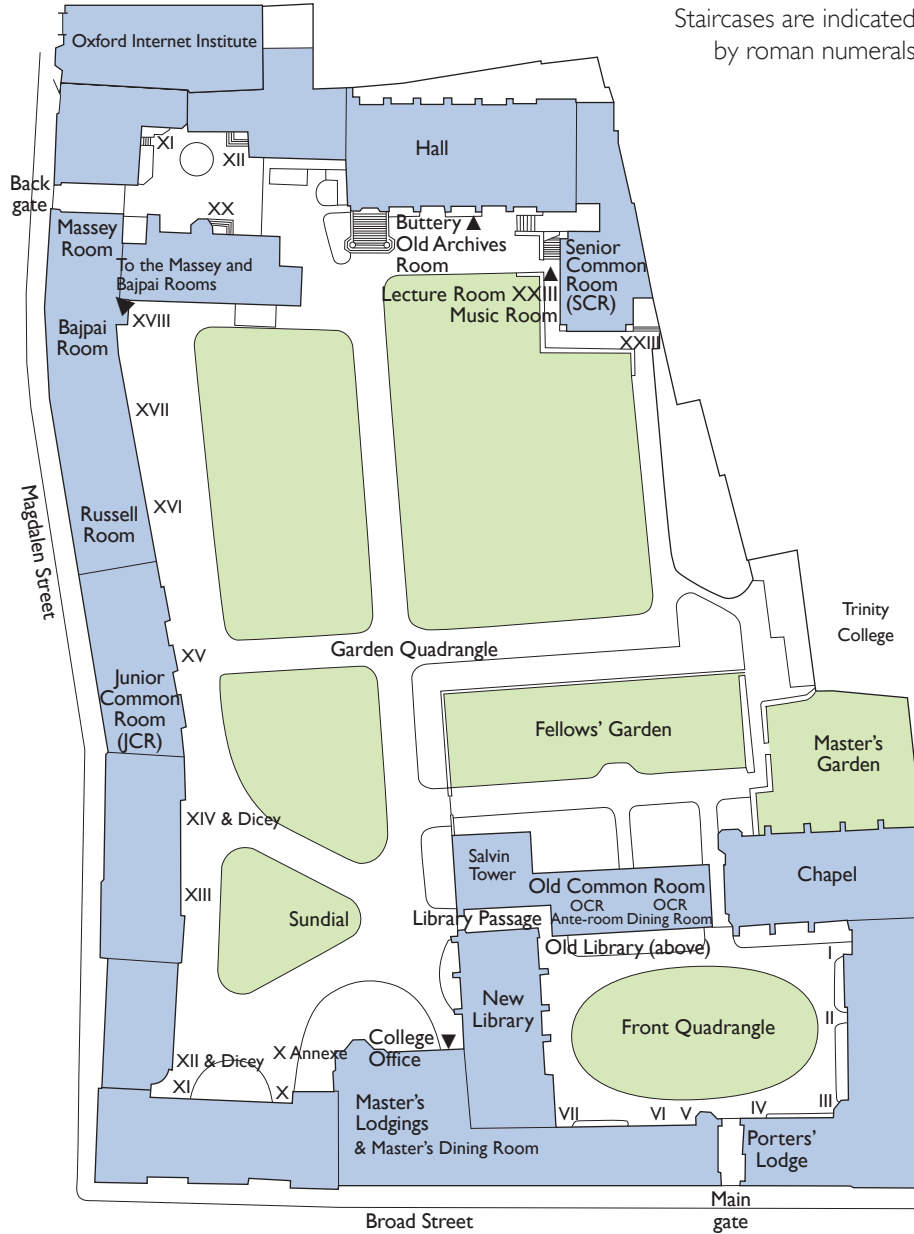 Staircases are indicated
by roman numerals
Oxford Internet Institute
Hall
XI
XII
Back
gate
XX
Massey
Room
To the Massey and
Bajpai Rooms
Buttery
Old Archives
Room
Senior
Common
Room
(SCR)
Lecture Room XXIII
Music Room
XVIII
Bajpai
Room
XXIII
XVII
Magdalen Street
XVI
Russell
Room
Trinity
College
Garden Quadrangle
XV
Junior
Common
Room
(JCR)
Fellows' Garden
Master's
Garden
XIV & Dicey
Salvin
Tower
Chapel
Old Common Room
OCR
Ante-room
OCR
Dining Room
XIII
Sundial
Library Passage
Old Library (above)
I
New
Library
II
Front Quadrangle
College
Office
X Annexe
XII & Dicey
XI
X
Master's
Lodgings
& Master's Dining Room
VII
VI
V
IV
III
Porters'
Lodge
Main
gate
Broad Street